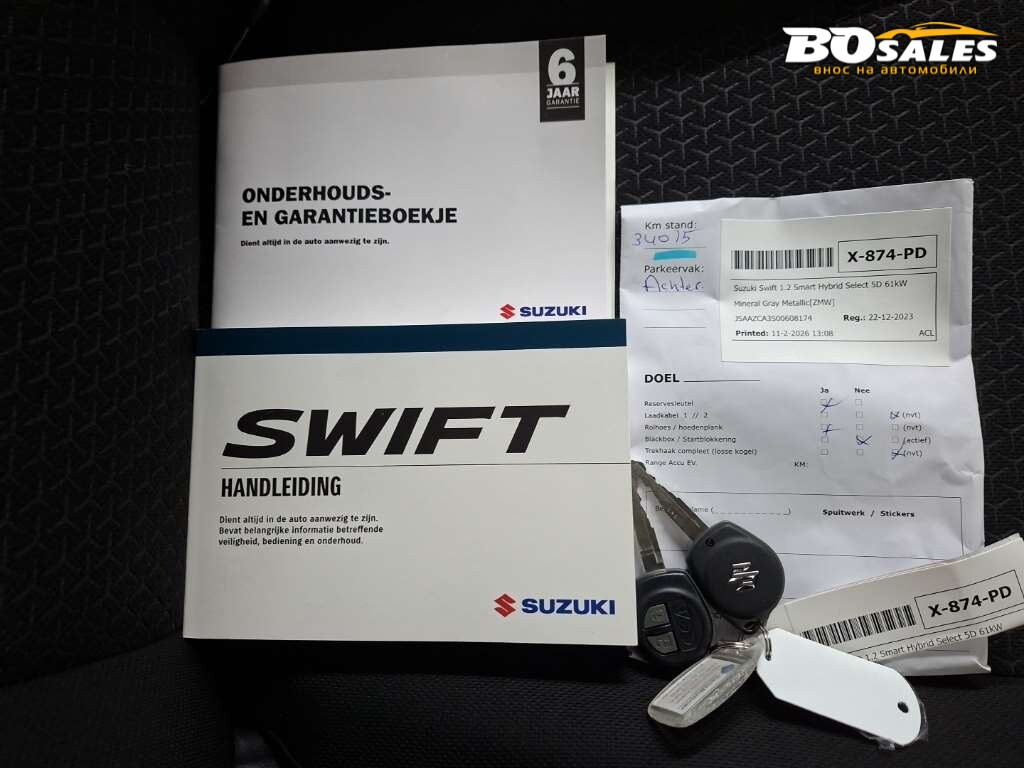 BOSALES
внос на автомобили
6
JAAR
GARANTIE
ONDERHOUDS-
EN GARANTIEBOEKJE
Dient altijd in de auto aanwezig te zijn.
SUZUKI
SWIFT
HANDLEIDING
Dient altijd in de auto aanwezig te zijn.
Bevat belangrijke informatie betreffende
veiligheid, bediening en onderhoud.
SUZUKI
Km stand:
34015
Parkeervak:
Achter
X-874-PD
Suzuki Swift 1.2 Smart Hybrid Select 5D 61kW
Mineral Gray Metallic[ZMW]
JSAAZCA3S00608174 Reg.: 22-12-2023
Printed: 11-2-2026 13:08 ACL
DOEL
Ja Nee
Reservesleutel
Laadkabel 1 // 2 (nvt)
Rolhoes / hoedenplank (nvt)
Blackbox / Startblokkering (actief)
Trekhaak compleet (losse kogel) (nvt)
Range Accu EV. KM:
Spuitwerk / Stickers
X-874-PD
1.2 Smart Hybrid Select 5D 61kW